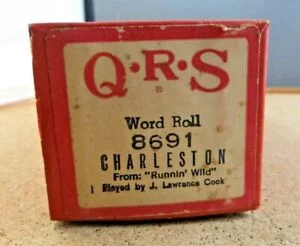 Q·R·S
®
Word Roll
8691
CHARLESTON
From: "Runnin' Wild"
Played by J. Lawrence Cook